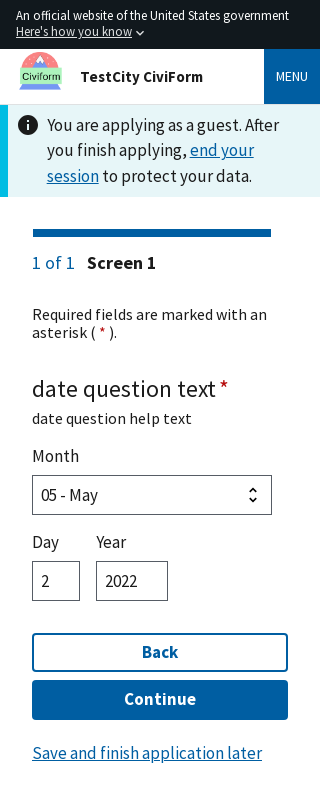 An official website of the United States government
Here's how you know
Civiform
TestCity CiviForm
MENU
You are applying as a guest. After
you finish applying, end your
session to protect your data.
1 of 1 Screen 1
Required fields are marked with an
asterisk ( * ).
date question text *
date question help text
Month
05 - May
Day Year
2 2022
Back
Continue
Save and finish application later